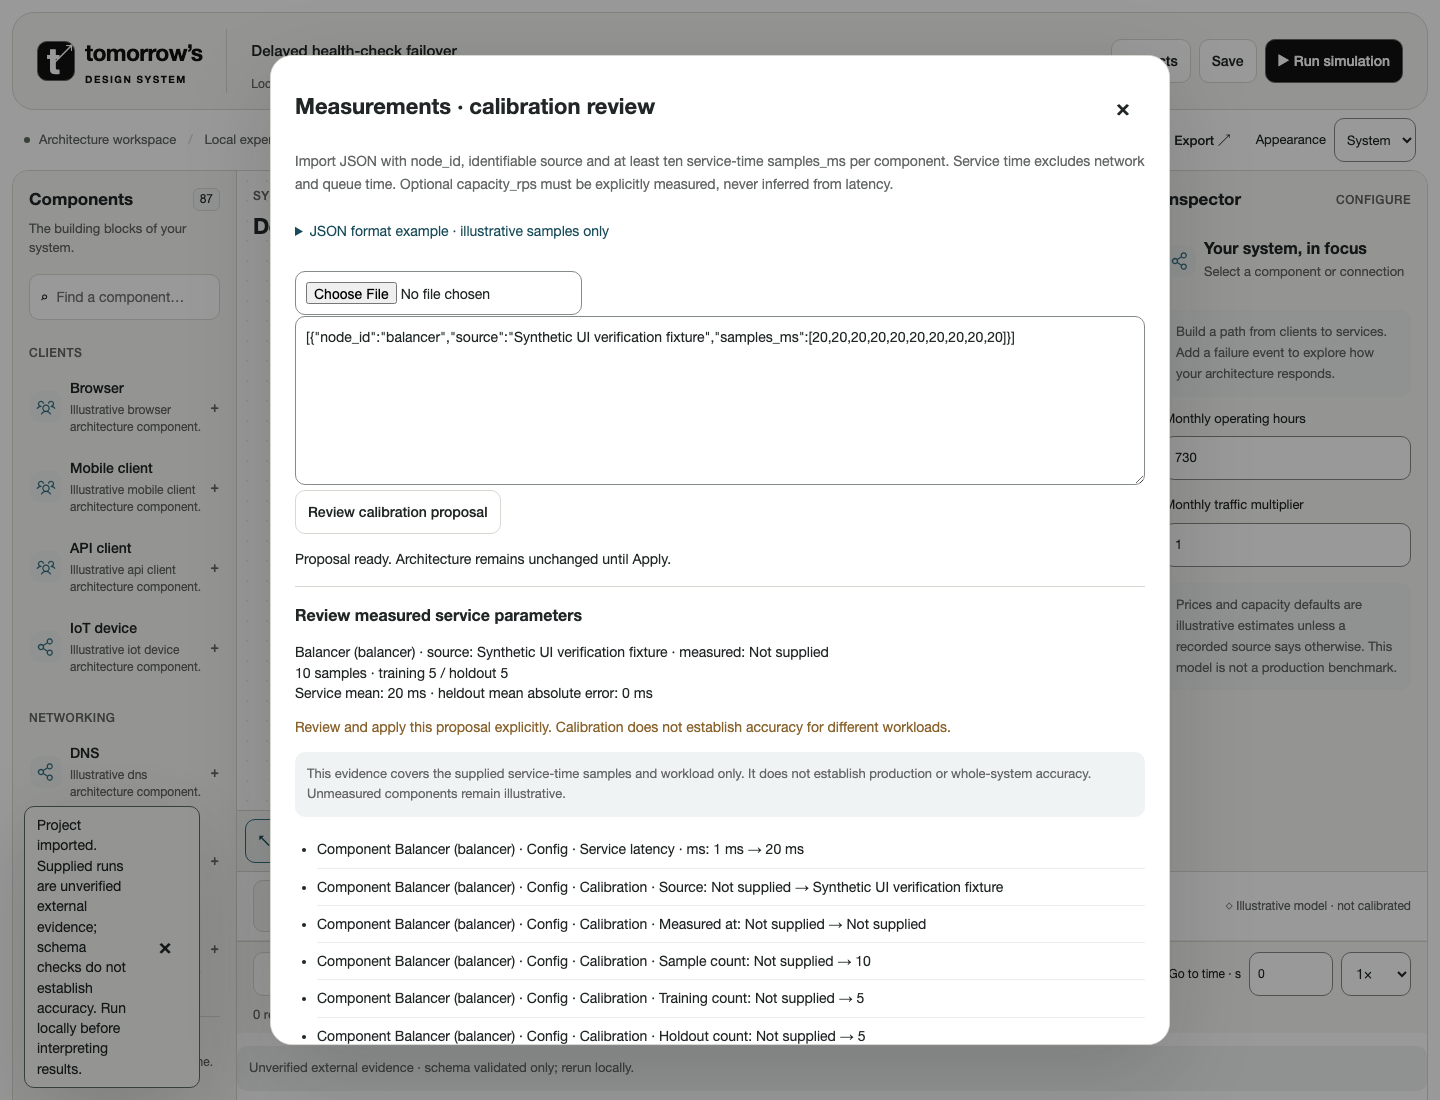 tomorrow's
DESIGN SYSTEM
Delayed health-check failover
Save
▶ Run simulation
Architecture workspace / Local
Export ↗
Appearance
System
Measurements · calibration review
×
Import JSON with node_id, identifiable source and at least ten service-time samples_ms per component. Service time excludes network
and queue time. Optional capacity_rps must be explicitly measured, never inferred from latency.
▶ JSON format example · illustrative samples only
Choose File No file chosen
[{"node_id":"balancer","source":"Synthetic UI verification fixture","samples_ms":[20,20,20,20,20,20,20,20,20,20]}]
Review calibration proposal
Proposal ready. Architecture remains unchanged until Apply.
Review measured service parameters
Balancer (balancer) · source: Synthetic UI verification fixture · measured: Not supplied
10 samples · training 5 / holdout 5
Service mean: 20 ms · heldout mean absolute error: 0 ms
Review and apply this proposal explicitly. Calibration does not establish accuracy for different workloads.
This evidence covers the supplied service-time samples and workload only. It does not establish production or whole-system accuracy.
Unmeasured components remain illustrative.
• Component Balancer (balancer) · Config · Service latency · ms: 1 ms → 20 ms
• Component Balancer (balancer) · Config · Calibration · Source: Not supplied → Synthetic UI verification fixture
• Component Balancer (balancer) · Config · Calibration · Measured at: Not supplied → Not supplied
• Component Balancer (balancer) · Config · Calibration · Sample count: Not supplied → 10
• Component Balancer (balancer) · Config · Calibration · Training count: Not supplied → 5
• Component Balancer (balancer) · Config · Calibration · Holdout count: Not supplied → 5
Components
87
The building blocks of your
system.
Find a component...
CLIENTS
Browser
Illustrative browser
architecture component.
+
Mobile client
Illustrative mobile client
architecture component.
+
API client
Illustrative api client
architecture component.
+
IoT device
Illustrative iot device
architecture component.
+
NETWORKING
DNS
Illustrative dns
architecture component.
+
+
+
Project
imported.
Supplied runs
are unverified
external
evidence;
schema
checks do not
establish
accuracy. Run
locally before
interpreting
results.
×
CONFIGURE
Your system, in focus
Select a component or connection
Build a path from clients to services.
Add a failure event to explore how
your architecture responds.
Monthly operating hours
730
Monthly traffic multiplier
1
Prices and capacity defaults are
illustrative estimates unless a
recorded source says otherwise. This
model is not a production benchmark.
◇ Illustrative model · not calibrated
Go to time · s
0
1×
Unverified external evidence · schema validated only; rerun locally.